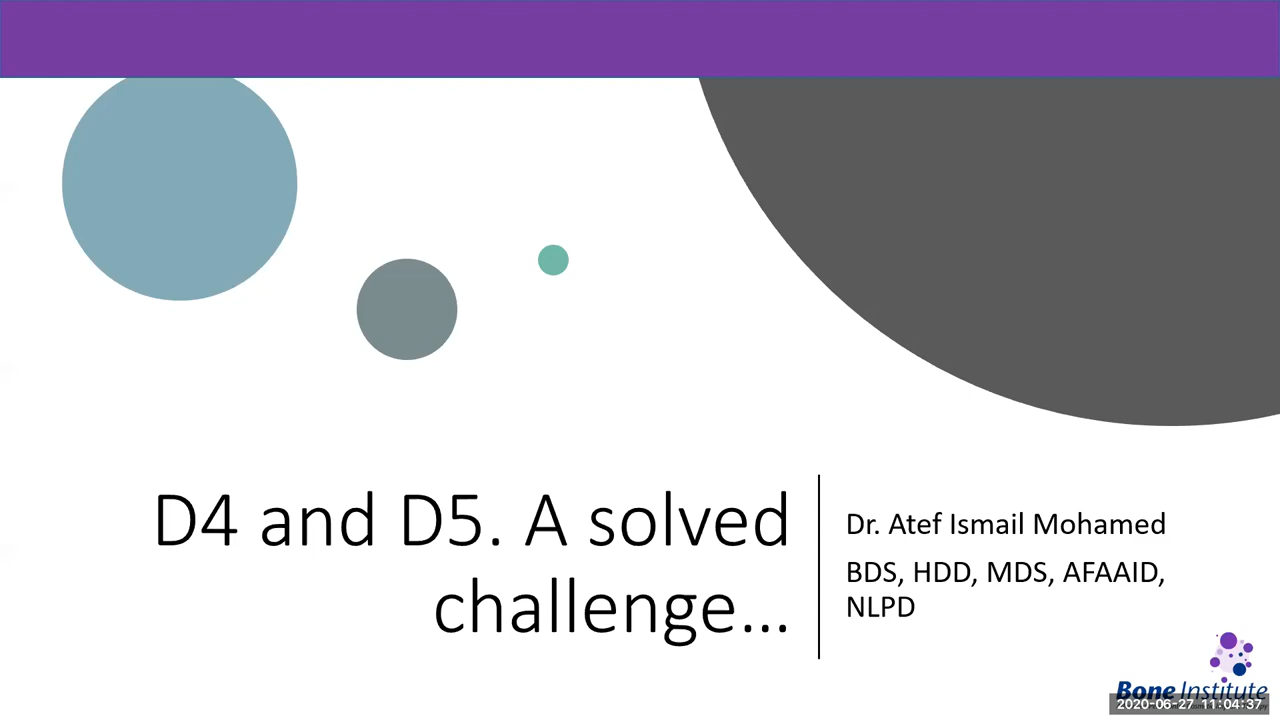 D4 and D5. A solved
challenge...
Dr. Atef Ismail Mohamed
BDS, HDD, MDS, AFAAID,
NLPD
Bone Institute
2020-06-27 11:04:37